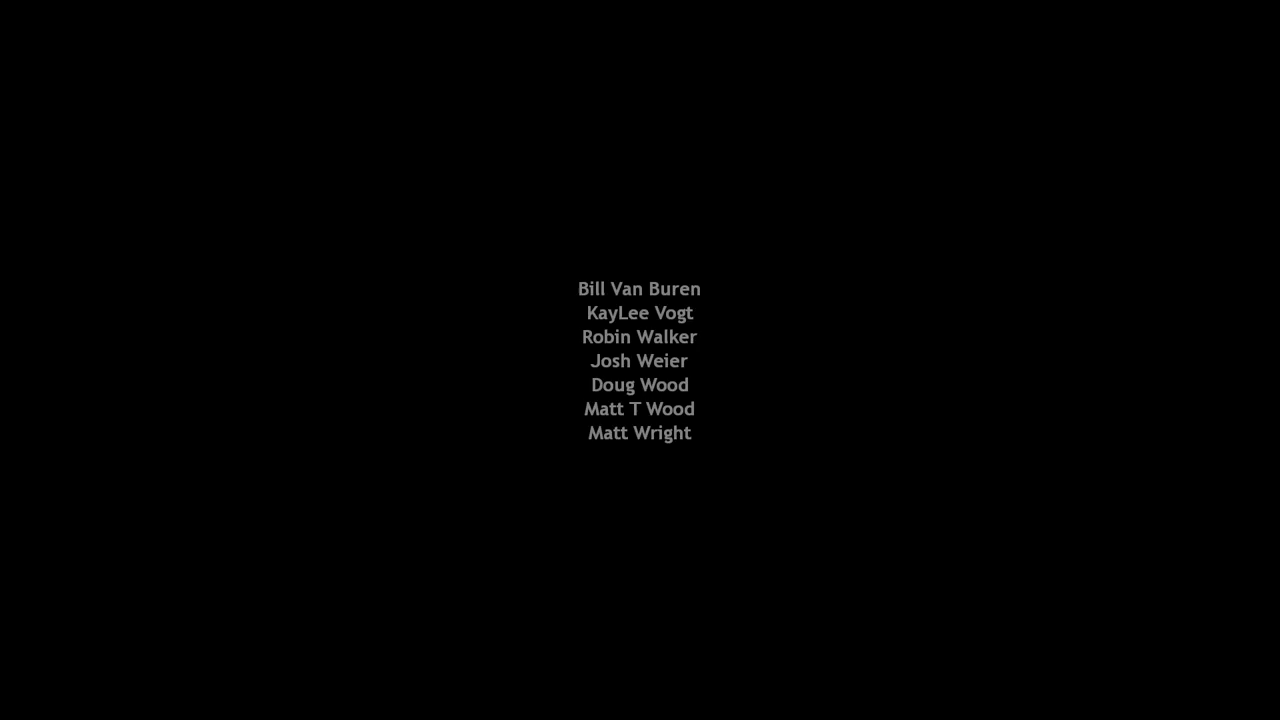 Bill Van Buren
KayLee Vogt
Robin Walker
Josh Weier
Doug Wood
Matt T Wood
Matt Wright